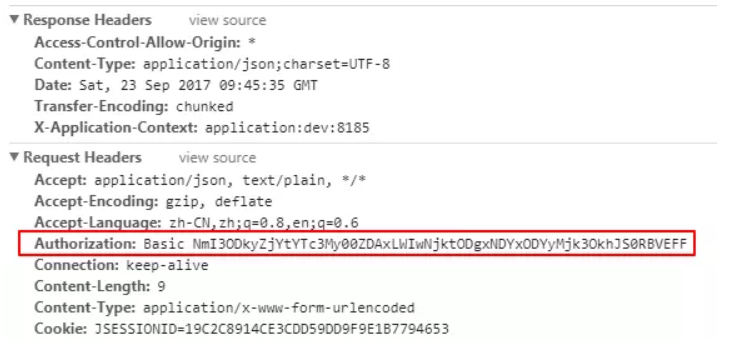 ▼Response Headers view source
Access-Control-Allow-Origin: *
Content-Type: application/json;charset=UTF-8
Date: Sat, 23 Sep 2017 09:45:35 GMT
Transfer-Encoding: chunked
X-Application-Context: application:dev:8185
▼Request Headers view source
Accept: application/json, text/plain, */*
Accept-Encoding: gzip, deflate
Accept-Language: zh-CN,zh;q=0.8,en;q=0.6
Authorization: Basic NmI3ODkyZjYtYTc3My00ZDAxLWIwNjktODgxNDYxODYyMjk3OkhJS0RBVEFF
Connection: keep-alive
Content-Length: 9
Content-Type: application/x-www-form-urlencoded
Cookie: JSESSIONID=19C2C8914CE3CDD59DD9F9E1B7794653